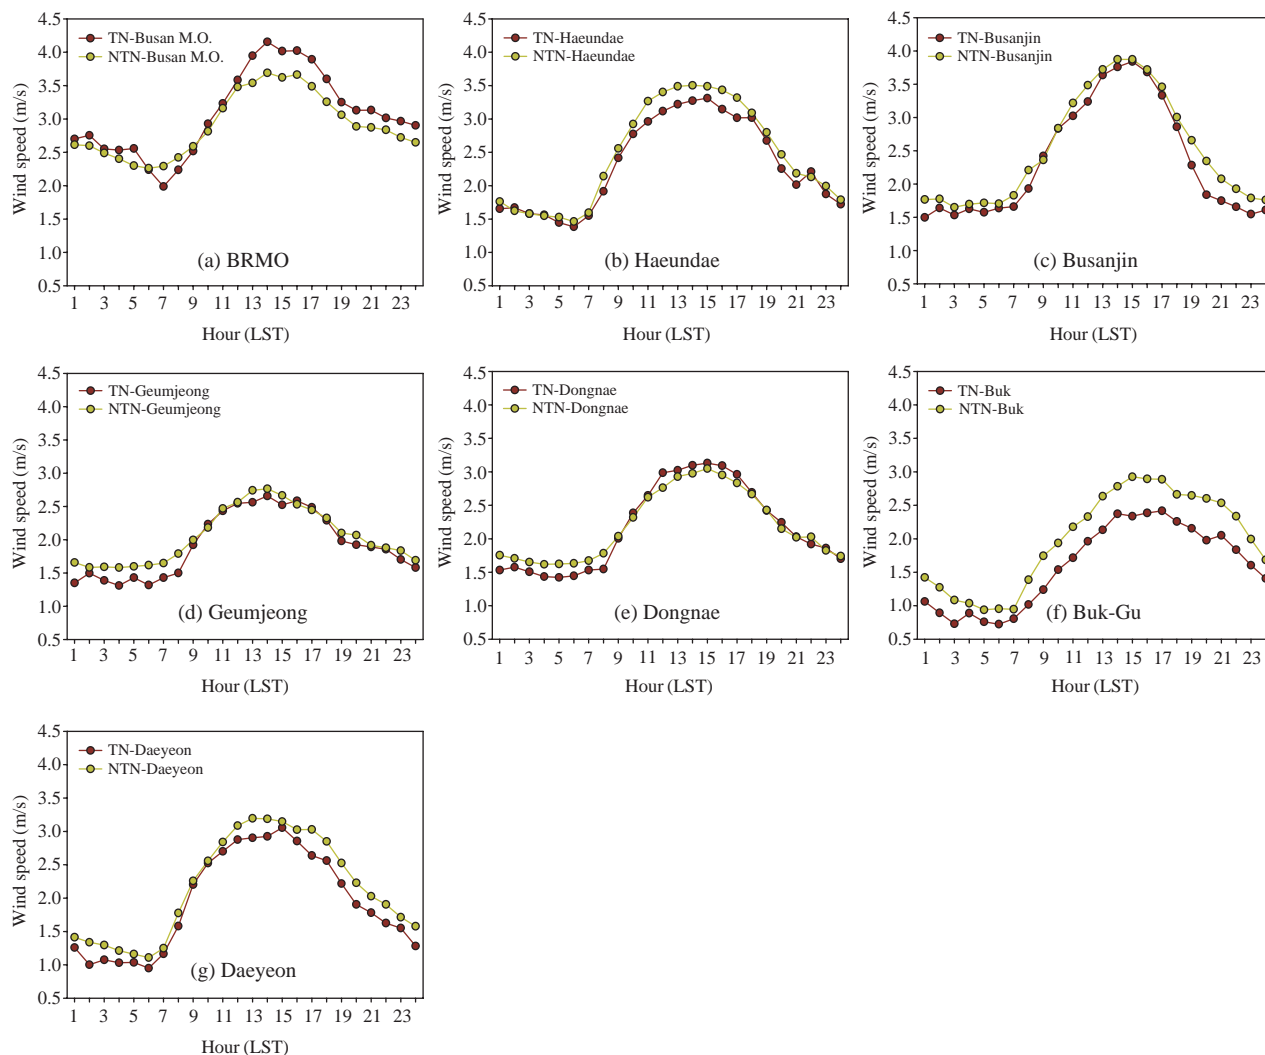 4.5
4.0
3.5
3.0
2.5
2.0
1.5
1.0
0.5
Wind speed (m/s)
TN-Busan M.O.
NTN-Busan M.O.
(a) BRMO
1 3 5 7 9 11 13 15 17 19 21 23
Hour (LST)
4.5
4.0
3.5
3.0
2.5
2.0
1.5
1.0
0.5
Wind speed (m/s)
TN-Haeundae
NTN-Haeundae
(b) Haeundae
1 3 5 7 9 11 13 15 17 19 21 23
Hour (LST)
4.5
4.0
3.5
3.0
2.5
2.0
1.5
1.0
0.5
Wind speed (m/s)
TN-Busanjin
NTN-Busanjin
(c) Busanjin
1 3 5 7 9 11 13 15 17 19 21 23
Hour (LST)
4.5
4.0
3.5
3.0
2.5
2.0
1.5
1.0
0.5
Wind speed (m/s)
TN-Geumjeong
NTN-Geumjeong
(d) Geumjeong
1 3 5 7 9 11 13 15 17 19 21 23
Hour (LST)
4.5
4.0
3.5
3.0
2.5
2.0
1.5
1.0
0.5
Wind speed (m/s)
TN-Dongnae
NTN-Dongnae
(e) Dongnae
1 3 5 7 9 11 13 15 17 19 21 23
Hour (LST)
4.5
4.0
3.5
3.0
2.5
2.0
1.5
1.0
0.5
Wind speed (m/s)
TN-Buk
NTN-Buk
(f) Buk-Gu
1 3 5 7 9 11 13 15 17 19 21 23
Hour (LST)
4.5
4.0
3.5
3.0
2.5
2.0
1.5
1.0
0.5
Wind speed (m/s)
TN-Daeyeon
NTN-Daeyeon
(g) Daeyeon
1 3 5 7 9 11 13 15 17 19 21 23
Hour (LST)